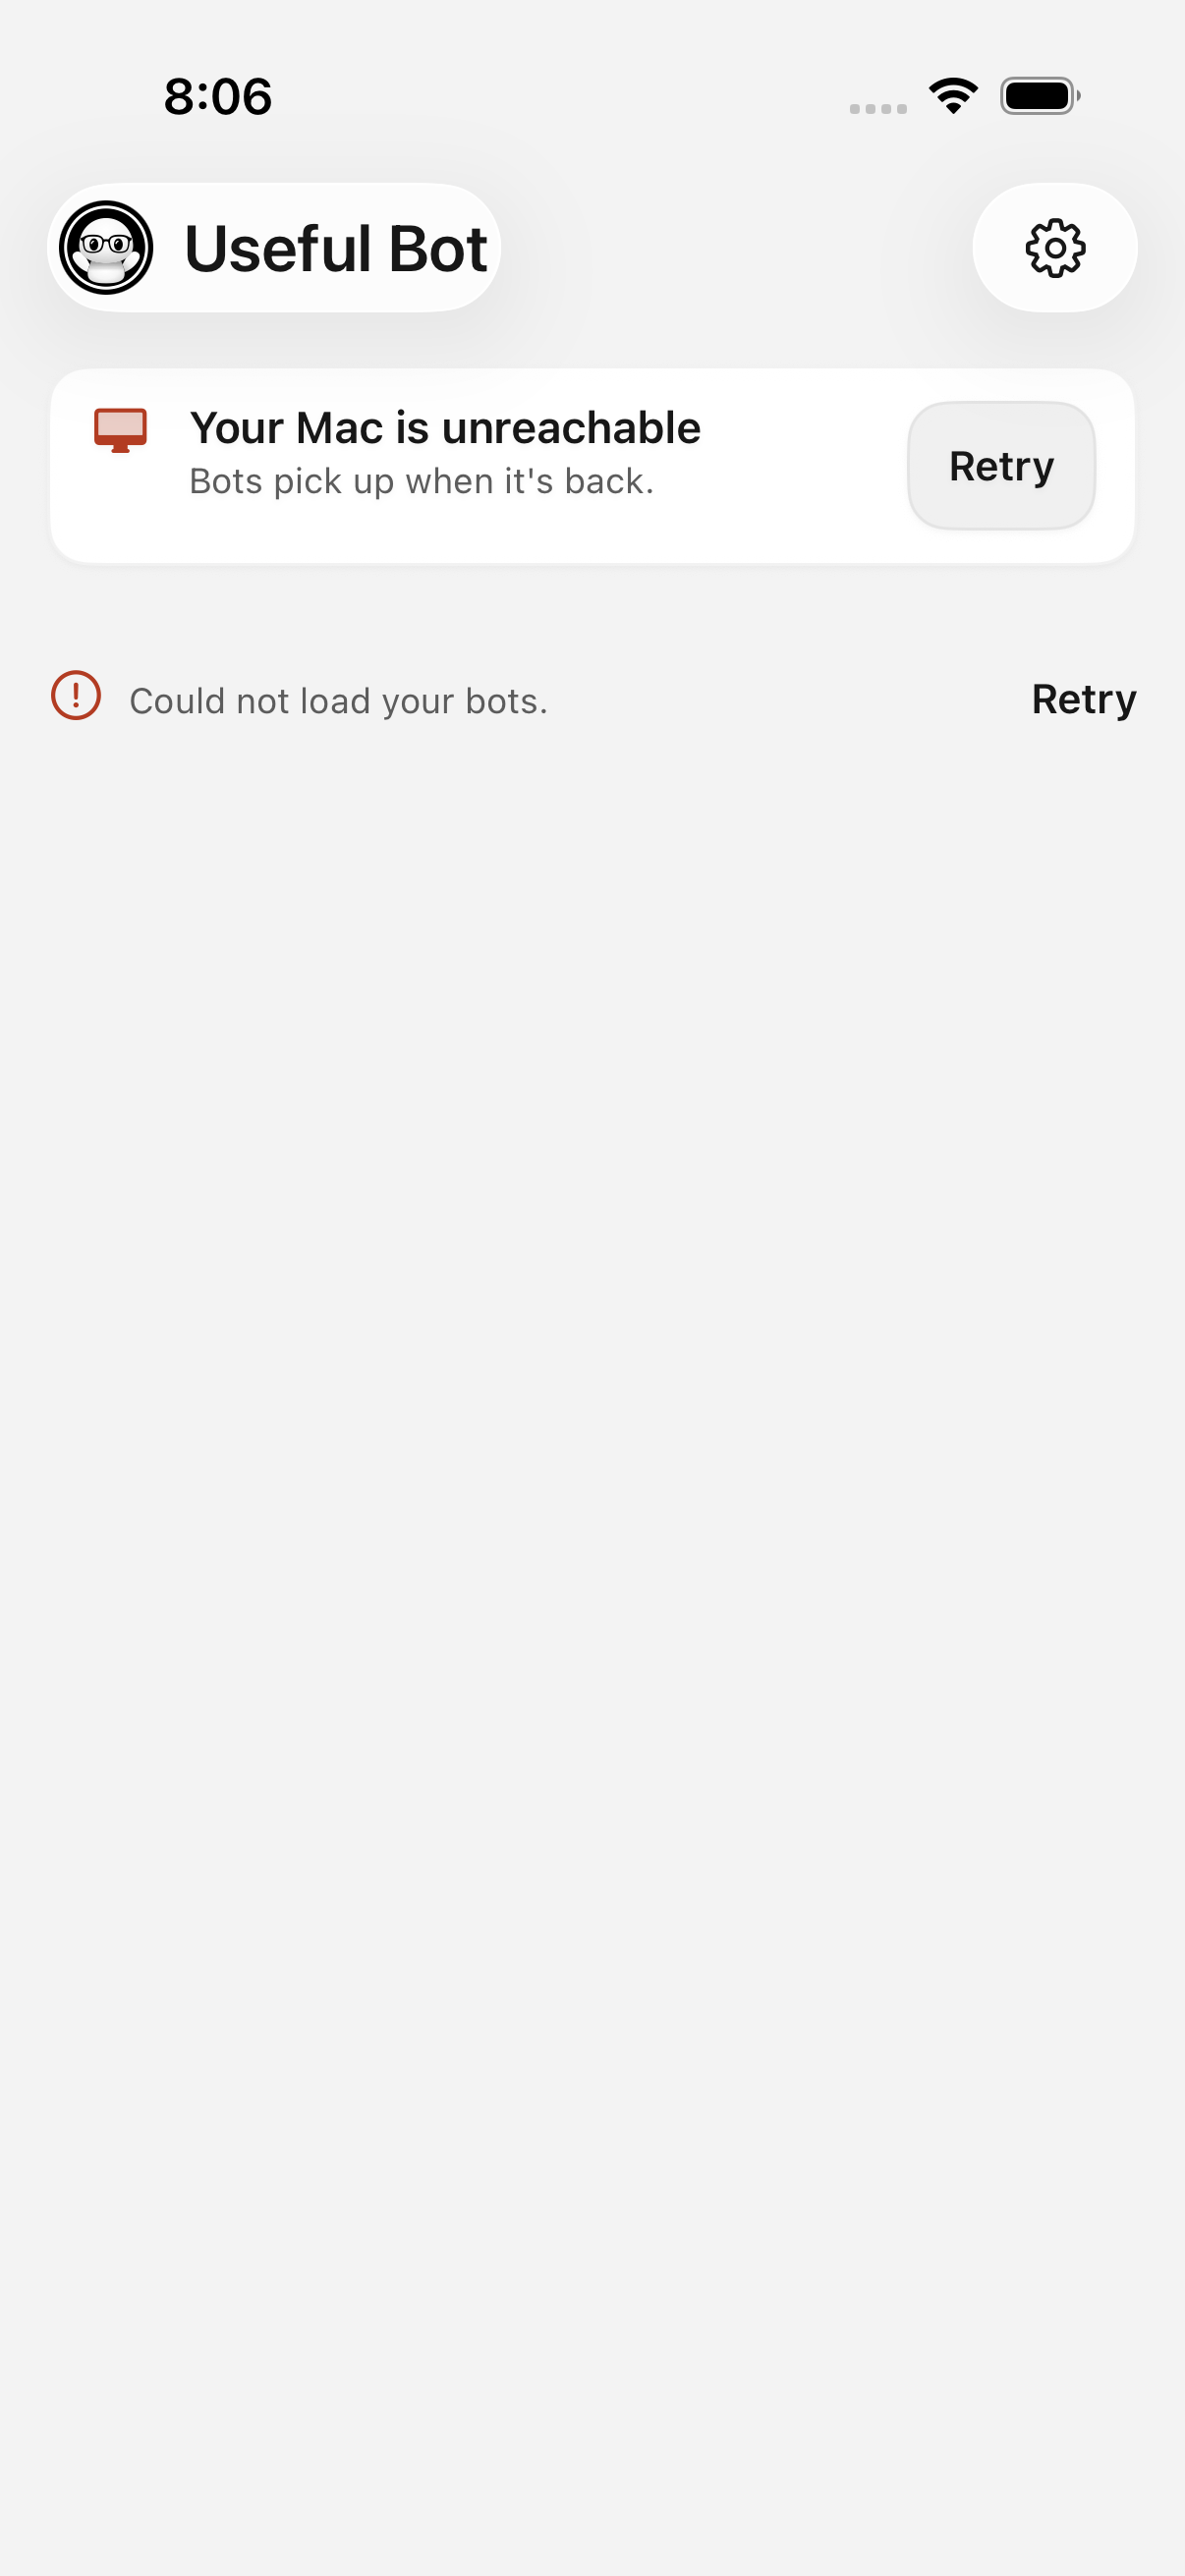 8:06
Useful Bot
Your Mac is unreachable
Bots pick up when it's back.
Retry
Could not load your bots.
Retry